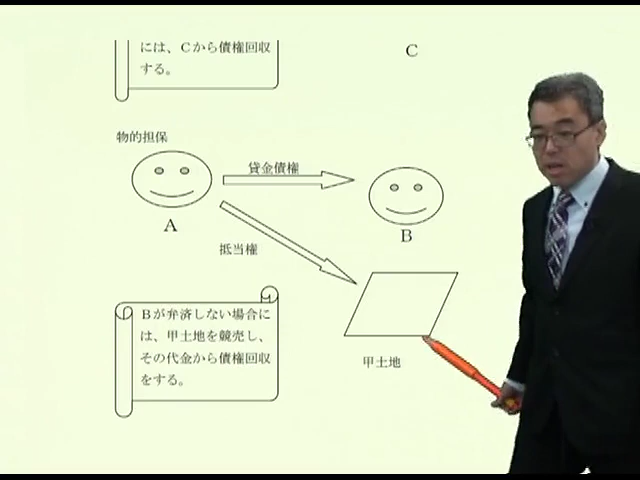 には、Cから債権回収
する。
C
物的担保
貸金債権
A
B
抵当権
Bが弁済しない場合に
は、甲土地を競売し、
その代金から債権回収
をする。
甲土地